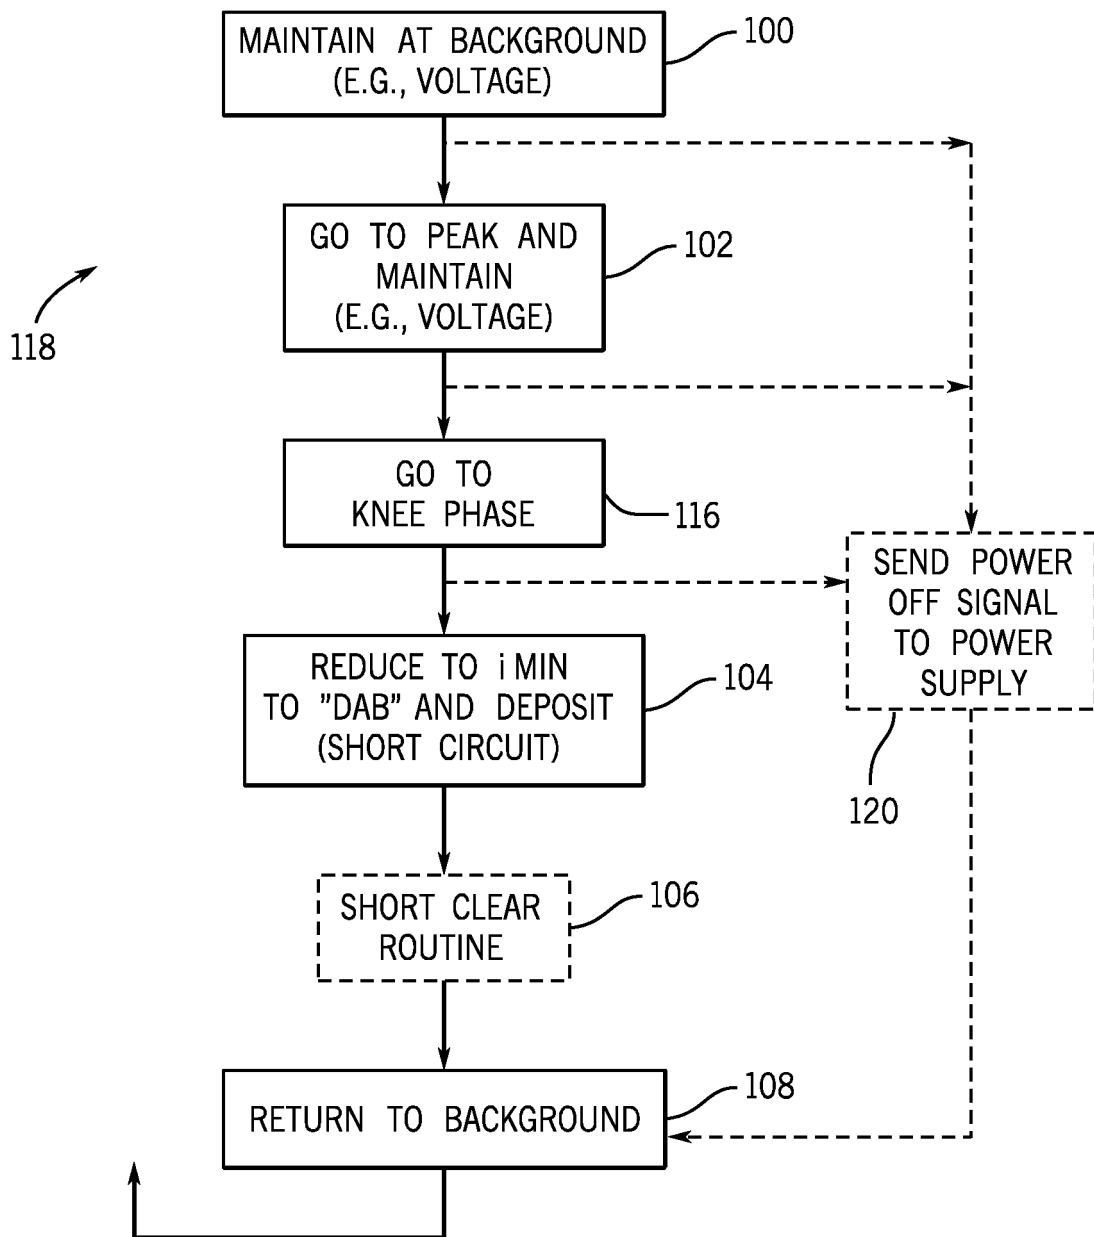 MAINTAIN AT BACKGROUND
(E.G., VOLTAGE)
100
GO TO PEAK AND
MAINTAIN
(E.G., VOLTAGE)
102
118
GO TO
KNEE PHASE
116
SEND POWER
OFF SIGNAL
TO POWER
SUPPLY
120
REDUCE TO i MIN
TO "DAB" AND DEPOSIT
(SHORT CIRCUIT)
104
SHORT CLEAR
ROUTINE
106
RETURN TO BACKGROUND
108